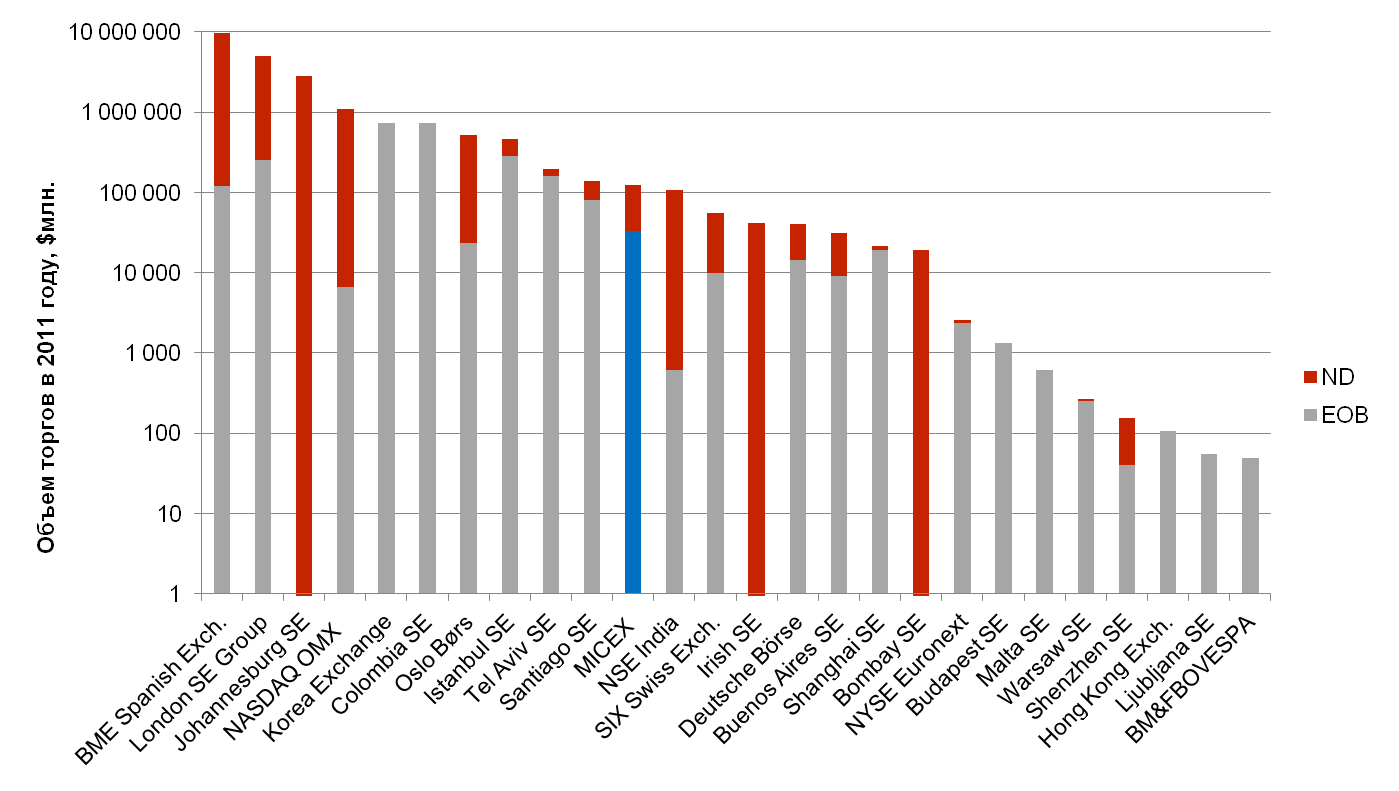 10 000 000
1 000 000
100 000
10 000
1 000
100
10
1
Объем торгов в 2011 году, $млн.
ND
EOB
BME Spanish Exch.
London SE Group
Johannesburg SE
NASDAQ OMX
Korea Exchange
Colombia SE
Oslo Børs
Istanbul SE
Tel Aviv SE
Santiago SE
MICEX
NSE India
SIX Swiss Exch.
Irish SE
Deutsche Börse
Buenos Aires SE
Shanghai SE
Bombay SE
NYSE Euronext
Budapest SE
Malta SE
Warsaw SE
Shenzhen SE
Hong Kong Exch.
Ljubljana SE
BM&FBOVESPA